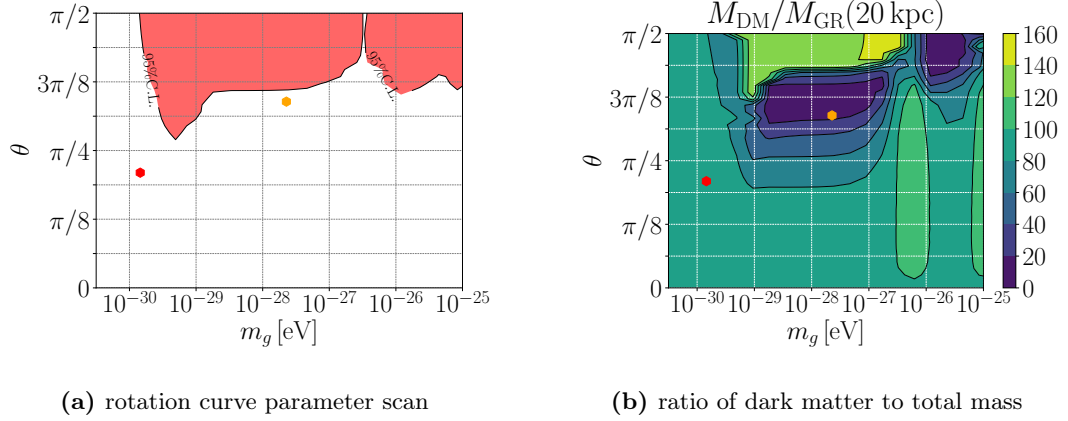 π/2
3π/8
π/4
π/8
0
θ
95%C.L.
95%C.L.
10⁻³⁰ 10⁻²⁹ 10⁻²⁸ 10⁻²⁷ 10⁻²⁶ 10⁻²⁵
m_g [eV]
(a) rotation curve parameter scan
M_DM/M_GR(20 kpc)
π/2
3π/8
π/4
π/8
0
θ
10⁻³⁰ 10⁻²⁹ 10⁻²⁸ 10⁻²⁷ 10⁻²⁶ 10⁻²⁵
m_g [eV]
160
140
120
100
80
60
40
20
0
(b) ratio of dark matter to total mass